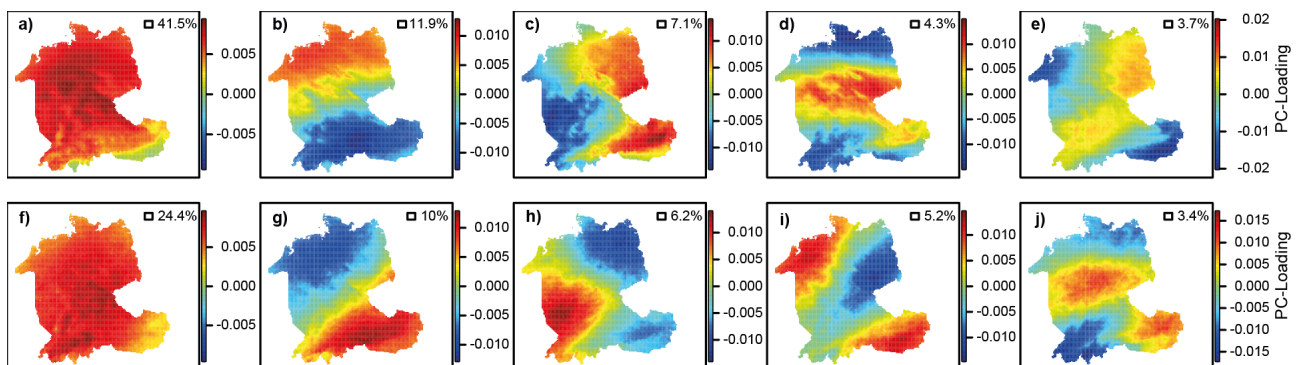 a) 41.5% 0.005 0.000 -0.005
b) 11.9% 0.010 0.005 0.000 -0.005 -0.010
c) 7.1% 0.010 0.005 0.000 -0.005 -0.010
d) 4.3% 0.010 0.005 0.000 -0.005 -0.010
e) 3.7% 0.02 0.01 0.00 -0.01 -0.02 PC-Loading
f) 24.4% 0.005 0.000 -0.005
g) 10% 0.010 0.005 0.000 -0.005 -0.010
h) 6.2% 0.010 0.005 0.000 -0.005 -0.010
i) 5.2% 0.010 0.005 0.000 -0.005 -0.010
j) 3.4% 0.015 0.010 0.005 0.000 -0.005 -0.010 -0.015 PC-Loading